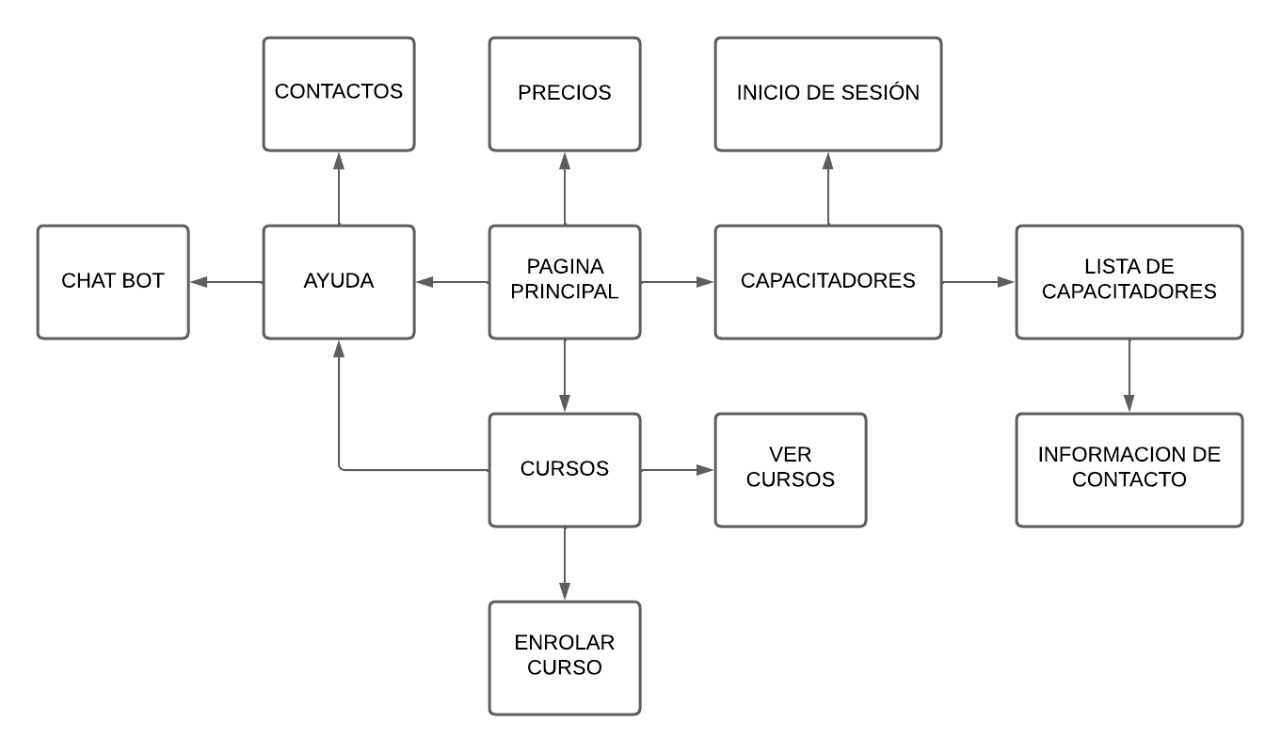 CONTACTOS
PRECIOS
INICIO DE SESIÓN
CHAT BOT
AYUDA
PAGINA
PRINCIPAL
CAPACITADORES
LISTA DE
CAPACITADORES
CURSOS
VER
CURSOS
INFORMACION DE
CONTACTO
ENROLAR
CURSO